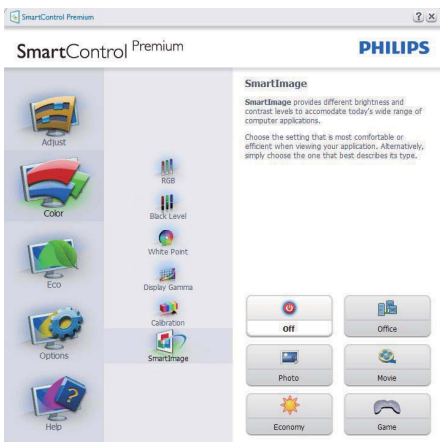 SmartControl Premium
SmartControl Premium
PHILIPS
Adjust
Color
Eco
Options
Help
RGB
Black Level
White Point
Display Gamma
Calibration
SmartImage
SmartImage
SmartImage provides different brightness and
contrast levels to accomodate today's wide range of
computer applications.
Choose the setting that is most comfortable or
efficient when viewing your application. Alternatively,
simply choose the one that best describes its type.
Off
Office
Photo
Movie
Economy
Game